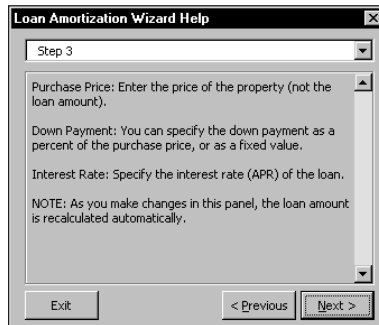 Loan Amortization Wizard Help
Step 3
Purchase Price: Enter the price of the property (not the
loan amount).
Down Payment: You can specify the down payment as a
percent of the purchase price, or as a fixed value.
Interest Rate: Specify the interest rate (APR) of the loan.
NOTE: As you make changes in this panel, the loan amount
is recalculated automatically.
Exit
< Previous
Next >